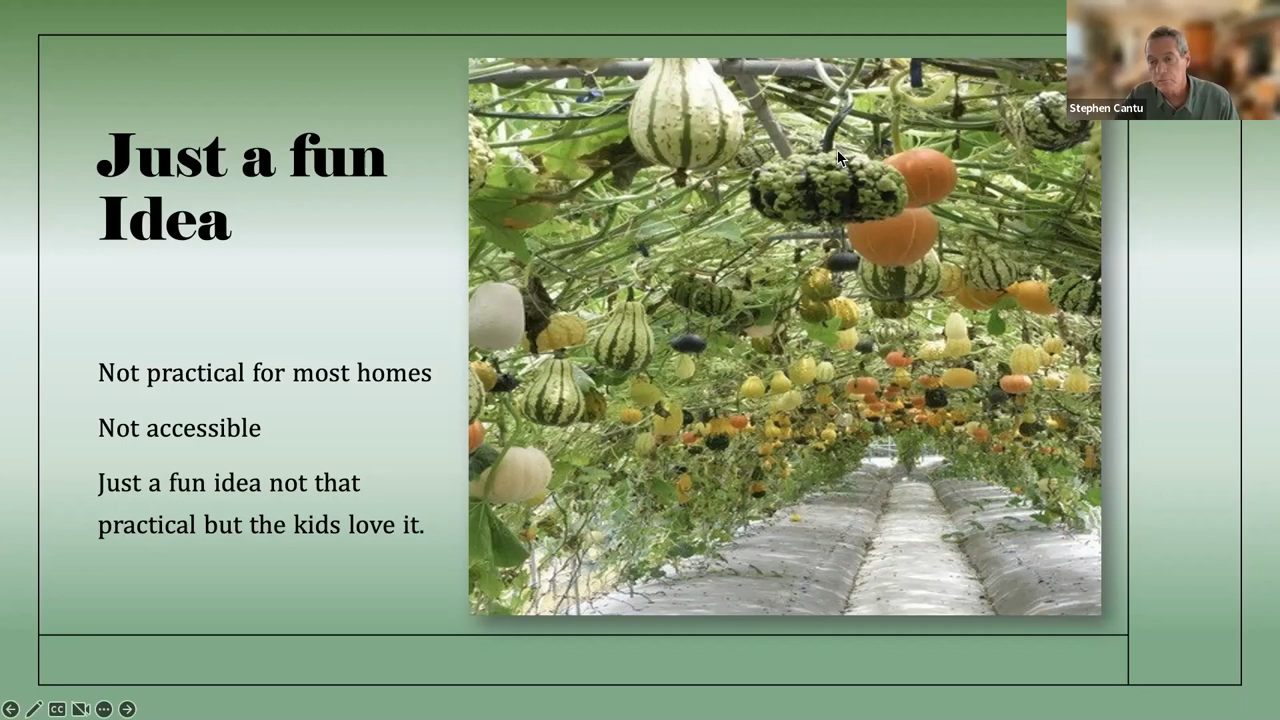 Stephen Cantu
Just a fun
Idea
Not practical for most homes
Not accessible
Just a fun idea not that
practical but the kids love it.
CC